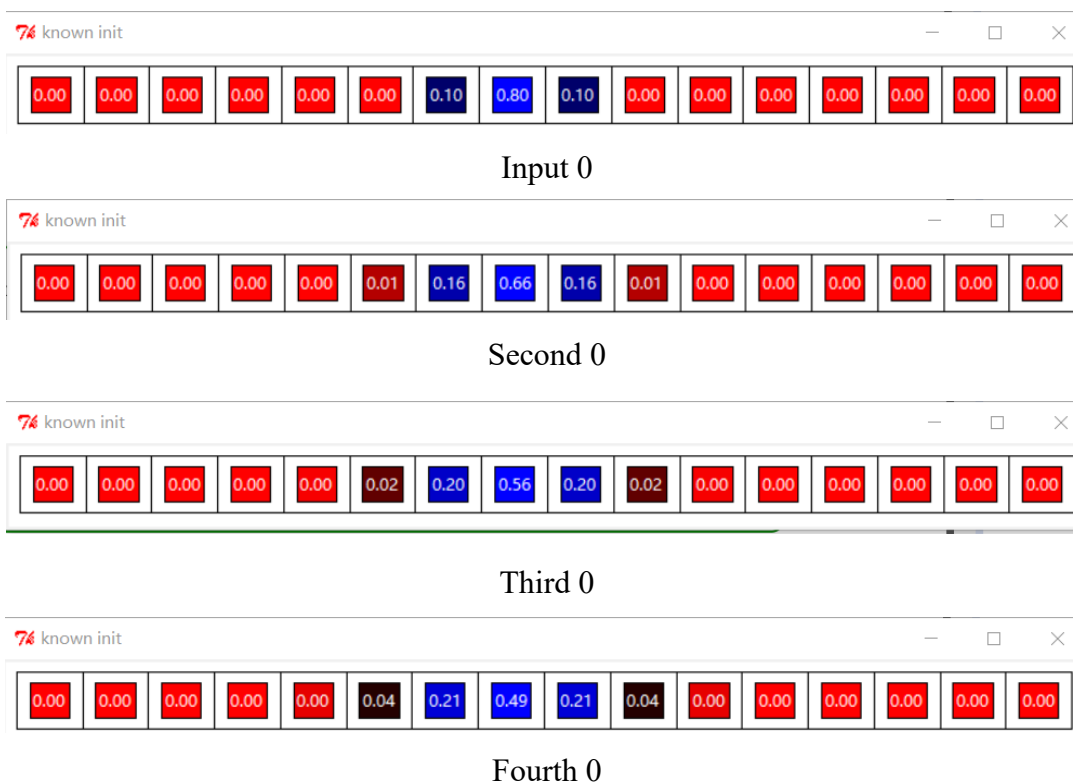 known init
0.00 0.00 0.00 0.00 0.00 0.00 0.10 0.80 0.10 0.00 0.00 0.00 0.00 0.00 0.00 0.00
Input 0
known init
0.00 0.00 0.00 0.00 0.00 0.01 0.16 0.66 0.16 0.01 0.00 0.00 0.00 0.00 0.00 0.00
Second 0
known init
0.00 0.00 0.00 0.00 0.00 0.02 0.20 0.56 0.20 0.02 0.00 0.00 0.00 0.00 0.00 0.00
Third 0
known init
0.00 0.00 0.00 0.00 0.00 0.04 0.21 0.49 0.21 0.04 0.00 0.00 0.00 0.00 0.00 0.00
Fourth 0